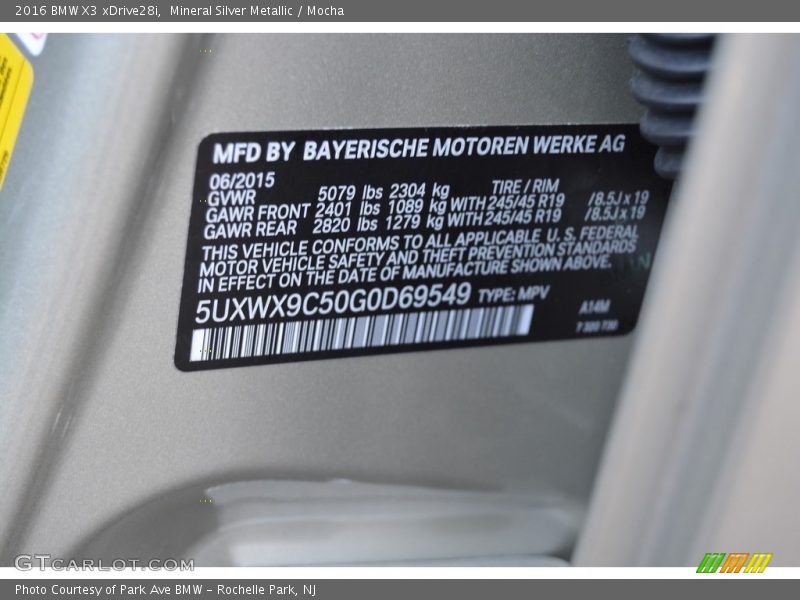 2016 BMW X3 xDrive28i, Mineral Silver Metallic / Mocha
MFD BY BAYERISCHE MOTOREN WERKE AG
06/2015
GVWR 5079 lbs 2304 kg TIRE / RIM
GAWR FRONT 2401 lbs 1089 kg WITH 245/45 R19 /8.5J x 19
GAWR REAR 2820 lbs 1279 kg WITH 245/45 R19 /8.5J x 19
THIS VEHICLE CONFORMS TO ALL APPLICABLE U. S. FEDERAL
MOTOR VEHICLE SAFETY AND THEFT PREVENTION STANDARDS
IN EFFECT ON THE DATE OF MANUFACTURE SHOWN ABOVE.
5UXWX9C50G0D69549 TYPE: MPV
A14M
GTCARLOT.COM
Photo Courtesy of Park Ave BMW - Rochelle Park, NJ